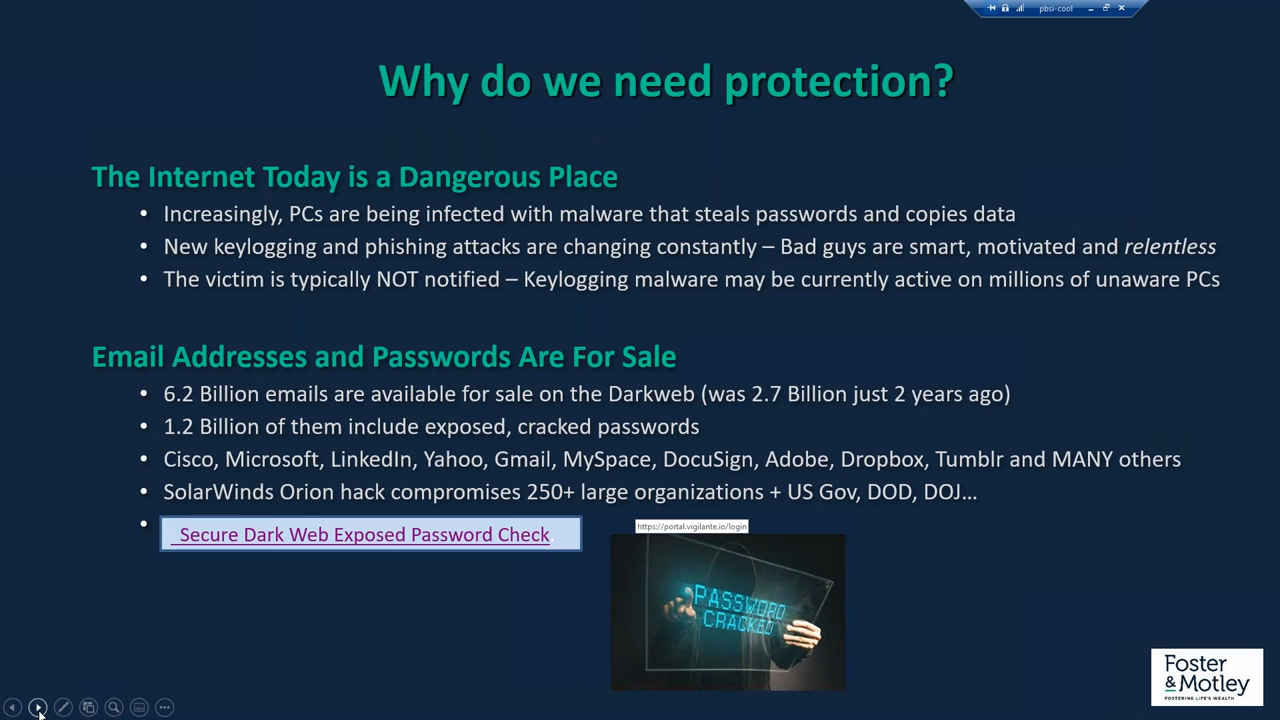 pbsi-cool
Why do we need protection?
The Internet Today is a Dangerous Place
• Increasingly, PCs are being infected with malware that steals passwords and copies data
• New keylogging and phishing attacks are changing constantly – Bad guys are smart, motivated and relentless
• The victim is typically NOT notified – Keylogging malware may be currently active on millions of unaware PCs
Email Addresses and Passwords Are For Sale
• 6.2 Billion emails are available for sale on the Darkweb (was 2.7 Billion just 2 years ago)
• 1.2 Billion of them include exposed, cracked passwords
• Cisco, Microsoft, LinkedIn, Yahoo, Gmail, MySpace, DocuSign, Adobe, Dropbox, Tumblr and MANY others
• SolarWinds Orion hack compromises 250+ large organizations + US Gov, DOD, DOJ...
• Secure Dark Web Exposed Password Check.
https://portal.vigilante.io/login
PASSWORD
CRACKED
Foster
& Motley
FOSTERING LIFE'S WEALTH